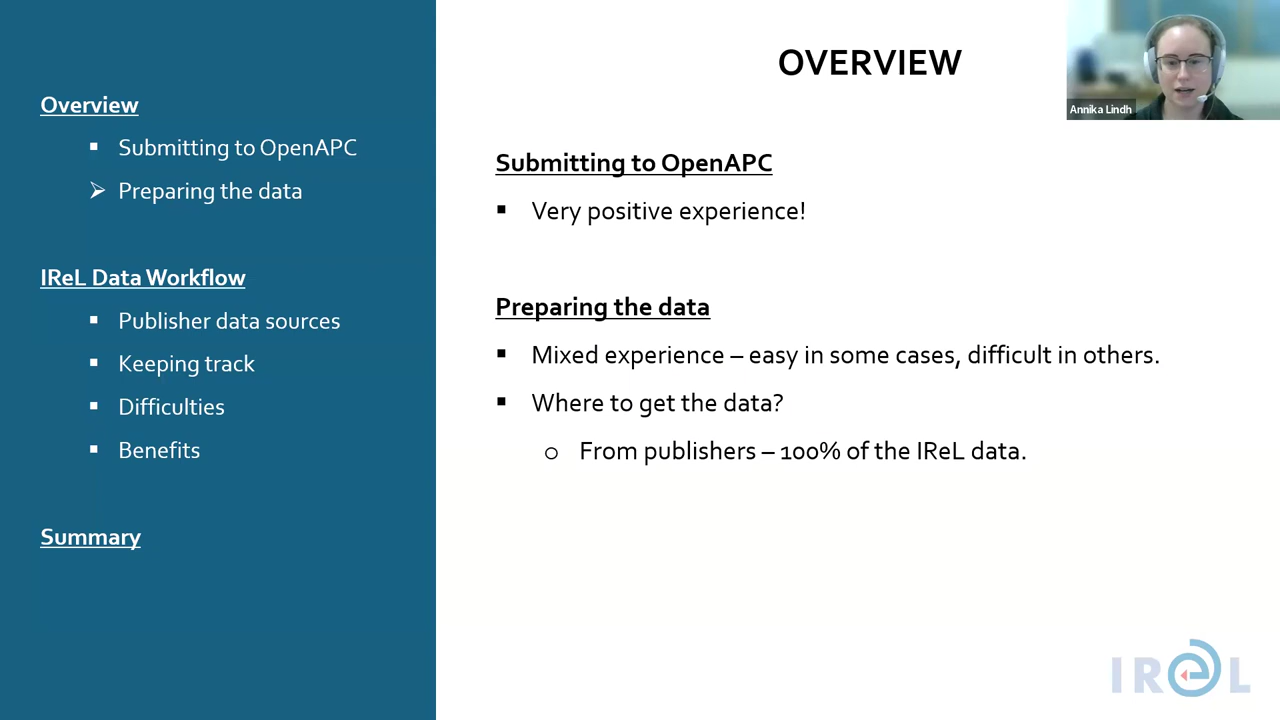 Overview
▪ Submitting to OpenAPC
➢ Preparing the data
IReL Data Workflow
▪ Publisher data sources
▪ Keeping track
▪ Difficulties
▪ Benefits
Summary
OVERVIEW
Annika Lindh
Submitting to OpenAPC
▪ Very positive experience!
Preparing the data
▪ Mixed experience – easy in some cases, difficult in others.
▪ Where to get the data?
o From publishers – 100% of the IReL data.
IReL